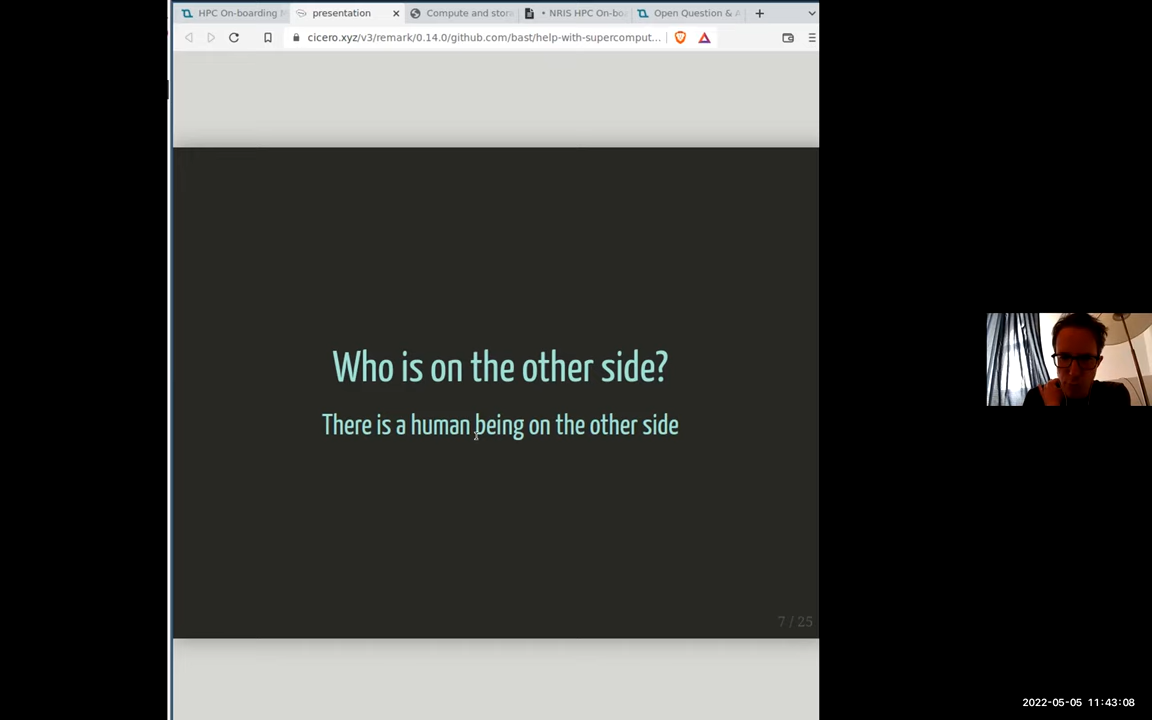 HPC On-boarding
presentation
Compute and stor
• NRIS HPC On-bo
Open Question & A
cicero.xyz/v3/remark/0.14.0/github.com/bast/help-with-supercomput...
Who is on the other side?
There is a human being on the other side
7 / 25
2022-05-05 11:43:08